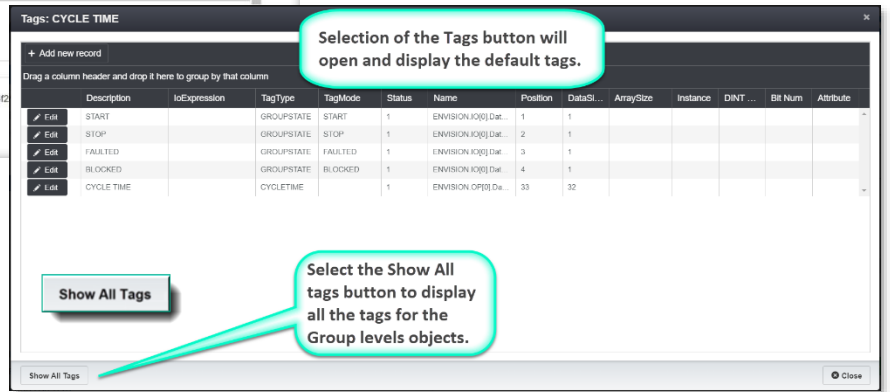 Tags: CYCLE TIME ×
Selection of the Tags button will
open and display the default tags.
+ Add new record
Drag a column header and drop it here to group by that column
Description IoExpression TagType TagMode Status Name Position DataSi... ArraySize Instance DINT ... Bit Num Attribute
Edit START GROUPSTATE START 1 ENVISION.IO[0].Dat... 1 1
Edit STOP GROUPSTATE STOP 1 ENVISION.IO[0].Dat... 2 1
Edit FAULTED GROUPSTATE FAULTED 1 ENVISION.IO[0].Dat... 3 1
Edit BLOCKED GROUPSTATE BLOCKED 1 ENVISION.IO[0].Dat... 4 1
Edit CYCLE TIME CYCLETIME 1 ENVISION.OP[0].Da... 33 32
Show All Tags
Select the Show All
tags button to display
all the tags for the
Group levels objects.
Show All Tags
Close